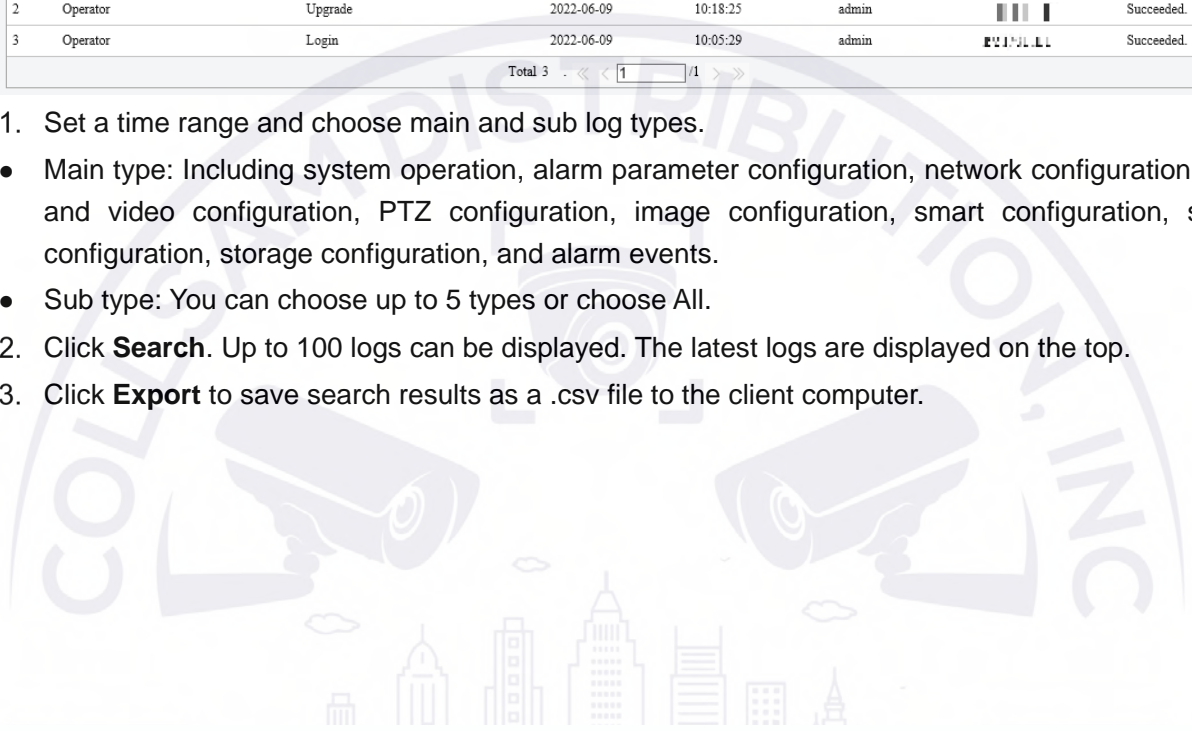 2 Operator Upgrade 2022-06-09 10:18:25 admin Succeeded.
3 Operator Login 2022-06-09 10:05:29 admin Succeeded.
Total 3 . « < 1 /1 > »
1. Set a time range and choose main and sub log types.
● Main type: Including system operation, alarm parameter configuration, network configuration
and video configuration, PTZ configuration, image configuration, smart configuration,
configuration, storage configuration, and alarm events.
● Sub type: You can choose up to 5 types or choose All.
2. Click Search. Up to 100 logs can be displayed. The latest logs are displayed on the top.
3. Click Export to save search results as a .csv file to the client computer.
COLISAM DISTRIBUTION, INC